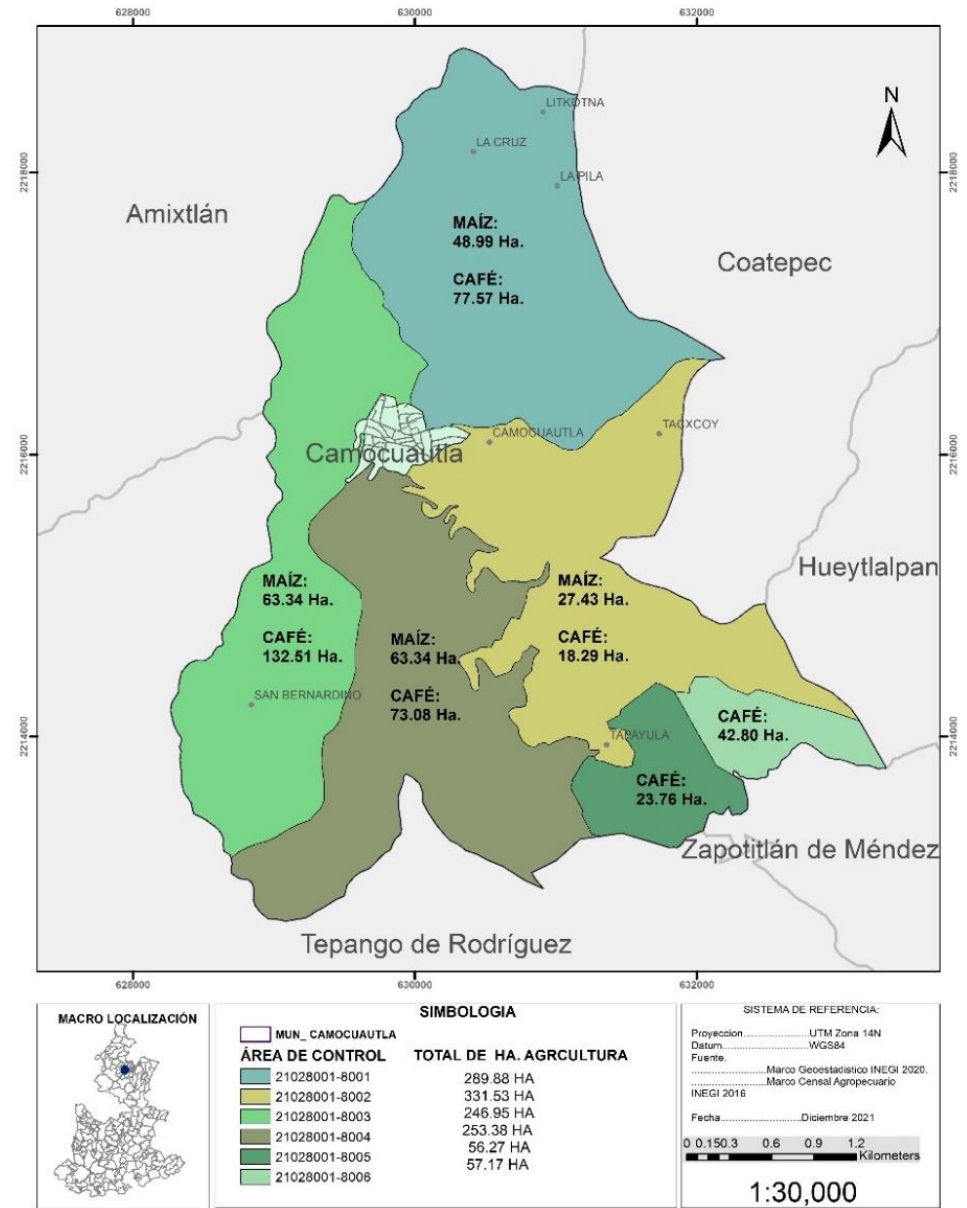 628000 630000 632000
N
LITKOTNA
LA CRUZ
2218000 2218000
LA PILA
Amixtlán
MAÍZ:
48.99 Ha.
Coatepec
CAFÉ:
77.57 Ha.
TACXCOY
CAMOCUAUTLA
2216000 2216000
Camocuautla
Hueytlalpan
MAÍZ:
63.34 Ha.
MAÍZ:
27.43 Ha.
CAFÉ:
132.51 Ha.
MAÍZ:
63.34 Ha.
CAFÉ:
18.29 Ha.
SAN BERNARDINO
CAFÉ:
73.08 Ha.
CAFÉ:
42.80 Ha.
2214000 2214000
TAPAYULA
CAFÉ:
23.76 Ha.
Zapotitlán de Méndez
Tepango de Rodríguez
628000 630000 632000
MACRO LOCALIZACIÓN
SIMBOLOGIA
MUN_ CAMOCUAUTLA
ÁREA DE CONTROL TOTAL DE HA. AGRCULTURA
21028001-8001 289.88 HA
21028001-8002 331.53 HA
21028001-8003 246.95 HA
21028001-8004 253.38 HA
21028001-8005 56.27 HA
21028001-8006 57.17 HA
SISTEMA DE REFERENCIA:
Proyeccion.......................UTM Zona 14N
Datum.............................WGS84
Fuente.
.......................Marco Geoestadistico INEGI 2020.
.......................Marco Censal Agropecuario
INEGI 2016
Fecha............................Diciembre 2021
0 0.150.3 0.6 0.9 1.2
Kilometers
1:30,000